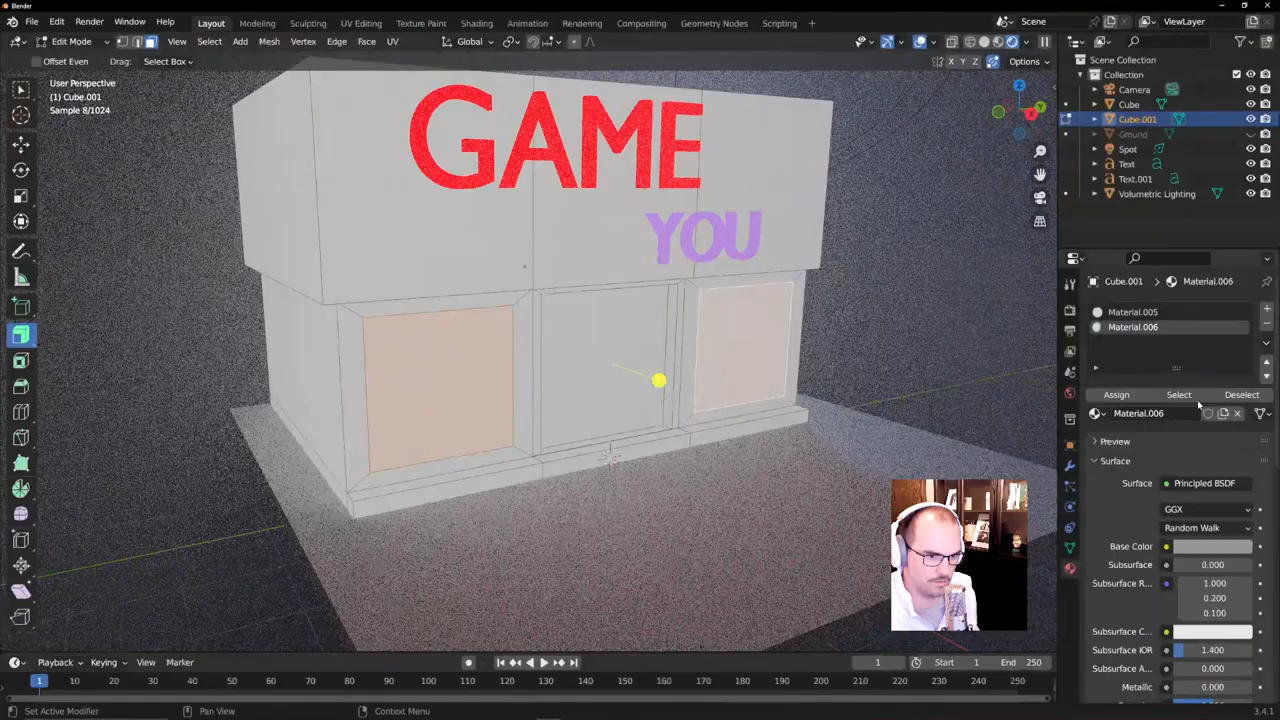 Blender
File Edit Render Window Help Layout Modeling Sculpting UV Editing Texture Paint Shading Animation Rendering Compositing Geometry Nodes Scripting + Scene ViewLayer
Edit Mode View Select Add Mesh Vertex Edge Face UV Global
Offset Even Drag: Select Box X Y Z Options
User Perspective
(1) Cube.001
Sample 8/1024
GAME
YOU
Z
Y
X
Scene Collection
Collection
Camera
Cube
Cube.001
Ground
Spot
Text
Text.001
Volumetric Lighting
Cube.001 > Material.006
Material.005
Material.006
Assign Select Deselect
Material.006
Preview
Surface
Surface Principled BSDF
GGX
Random Walk
Base Color
Subsurface 0.000
Subsurface R... 1.000
0.200
0.100
Subsurface C...
Subsurface IOR 1.400
Subsurface A... 0.000
Metallic 0.000
Playback Keying View Marker 1 Start 1 End 250
1 10 20 30 40 50 60 70 80 90 100 110 120 130 140 150 160 170 180 190 200 210 220 230 240 250
Set Active Modifier Pan View Context Menu 3.4.1